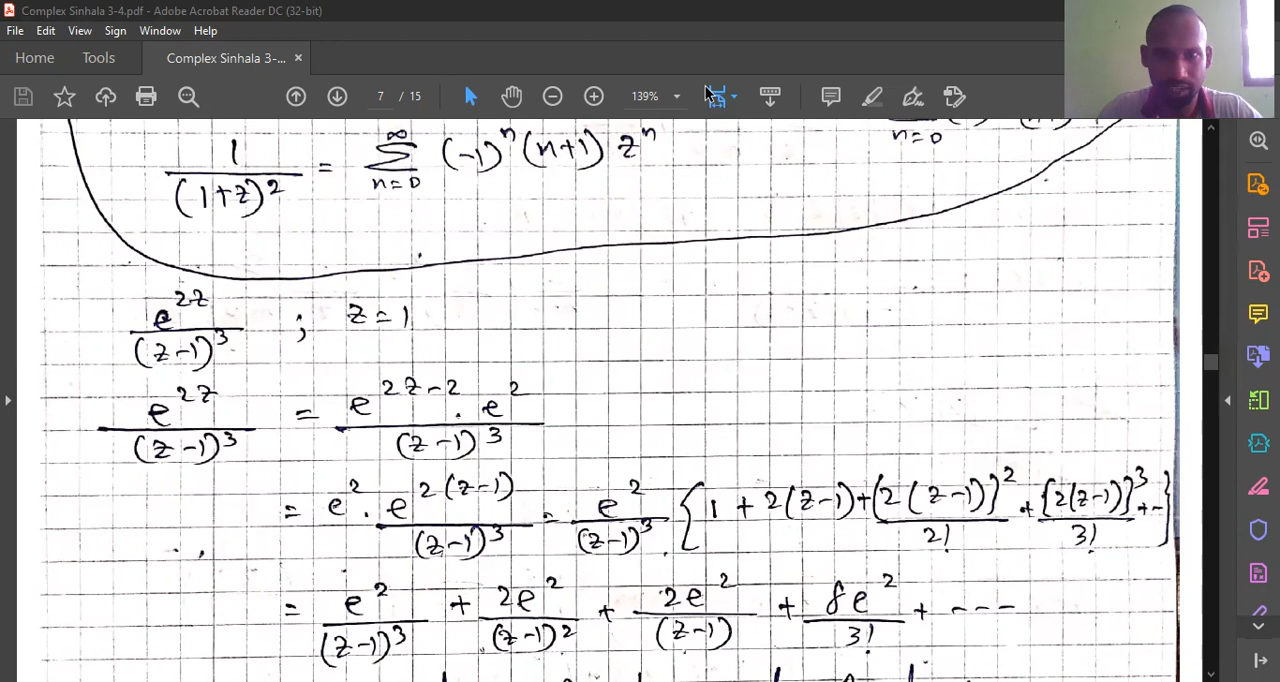 Complex Sinhala 3-4.pdf - Adobe Acrobat Reader DC (32-bit)
File Edit View Sign Window Help
Home Tools Complex Sinhala 3-... ×
7 / 15 139%
n=0
1/(1+z)² = ∑_{n=0}^{∞} (-1)ⁿ (n+1) zⁿ
e^{2z}/(z-1)³ ; z=1
e^{2z}/(z-1)³ = e^{2z-2} · e²/(z-1)³
= e² · e^{2(z-1)}/(z-1)³ = e²/(z-1)³ {1 + 2(z-1) + (2(z-1))²/2! + {2(z-1)}³/3! + -}
= e²/(z-1)³ + 2e²/(z-1)² + 2e²/(z-1) + 8e²/3! + ---